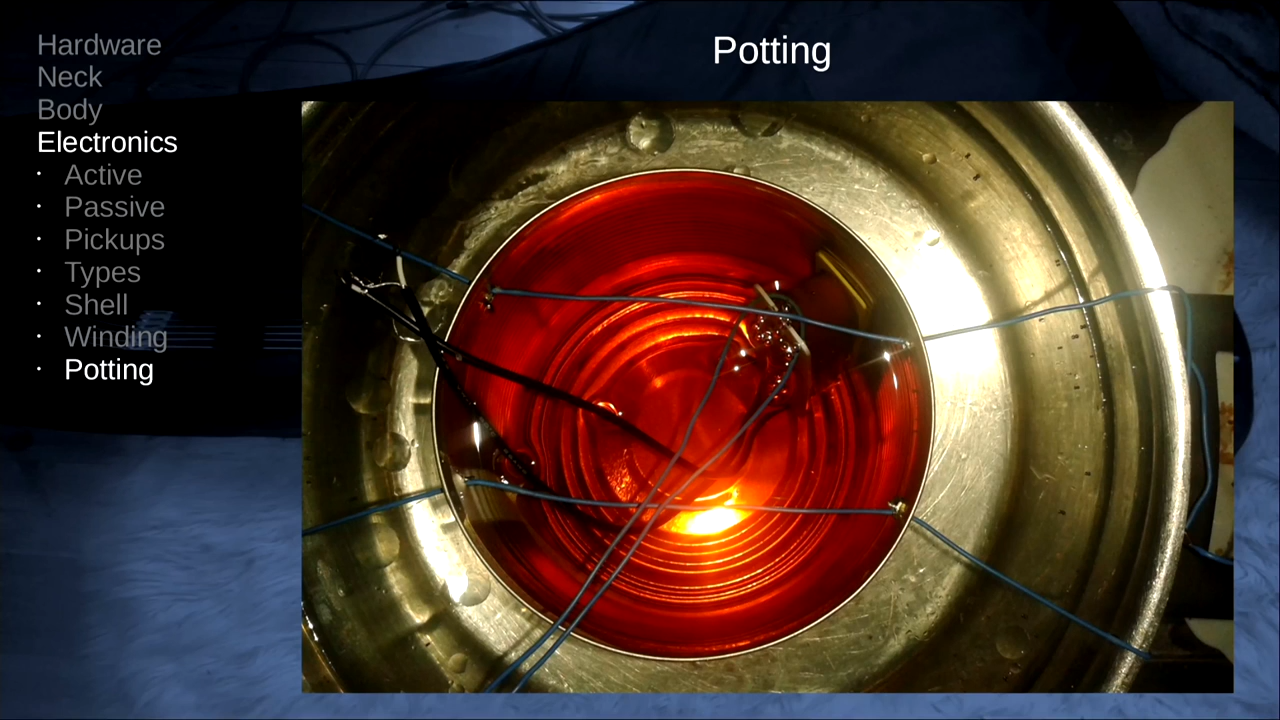 Potting
Hardware
Neck
Body
Electronics
• Active
• Passive
• Pickups
• Types
• Shell
• Winding
• Potting